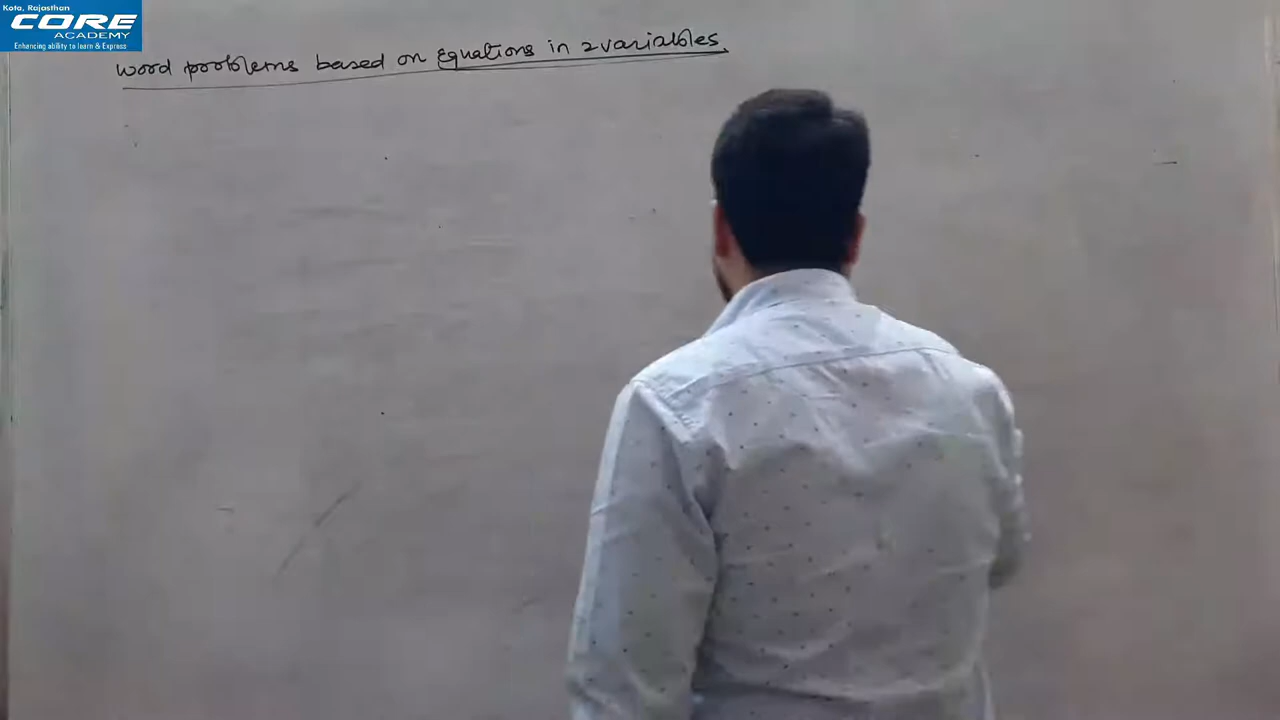 Kota, Rajasthan
CORE
ACADEMY
Enhancing ability to learn & Express
word problems based on Equations in 2 variables.